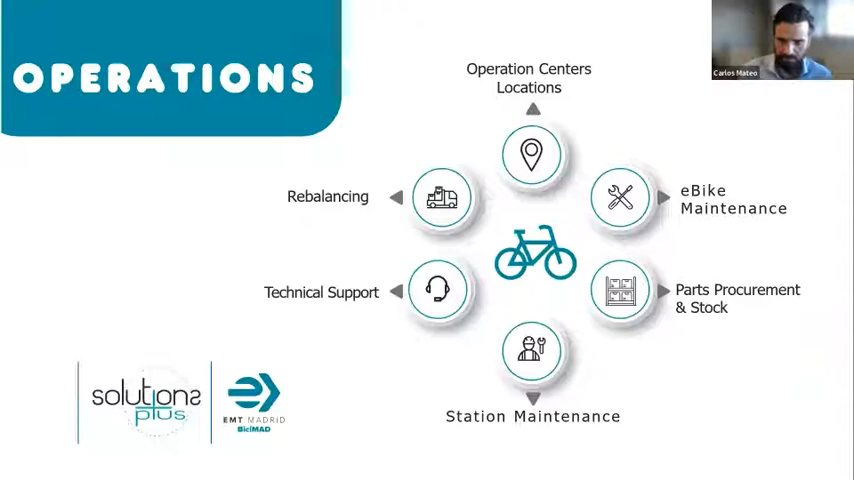 OPERATIONS
Carlos Mateo
Operation Centers
Locations
Rebalancing
eBike
Maintenance
Technical Support
Parts Procurement
& Stock
Station Maintenance
solutions
plus
EMT MADRID
BiciMAD